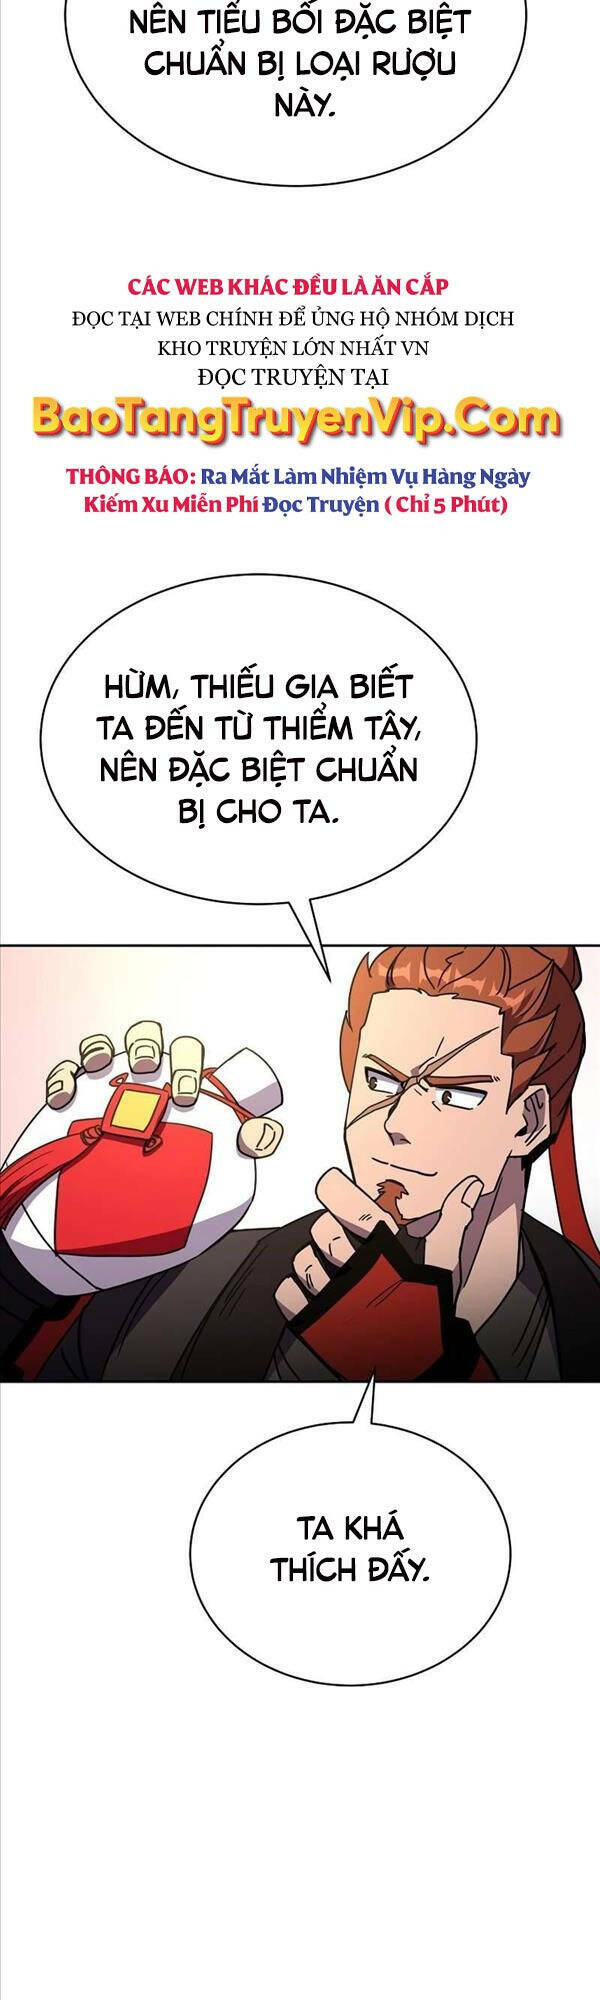 NÊN TIỂU BỐI ĐẶC BIỆT
CHUẨN BỊ LOẠI RƯỢU
NÀY.
CÁC WEB KHÁC ĐỀU LÀ ĂN CẮP
ĐỌC TẠI WEB CHÍNH ĐỂ ỦNG HỘ NHÓM DỊCH
KHO TRUYỆN LỚN NHẤT VN
ĐỌC TRUYỆN TẠI
BaoTangTruyenVip.Com
THÔNG BÁO: Ra Mắt Làm Nhiệm Vụ Hàng Ngày
Kiếm Xu Miễn Phí Đọc Truyện ( Chỉ 5 Phút)
HỪM, THIẾU GIA BIẾT
TA ĐẾN TỪ THIỂM TÂY,
NÊN ĐẶC BIỆT CHUẨN
BỊ CHO TA.
TA KHÁ
THÍCH ĐẤY.